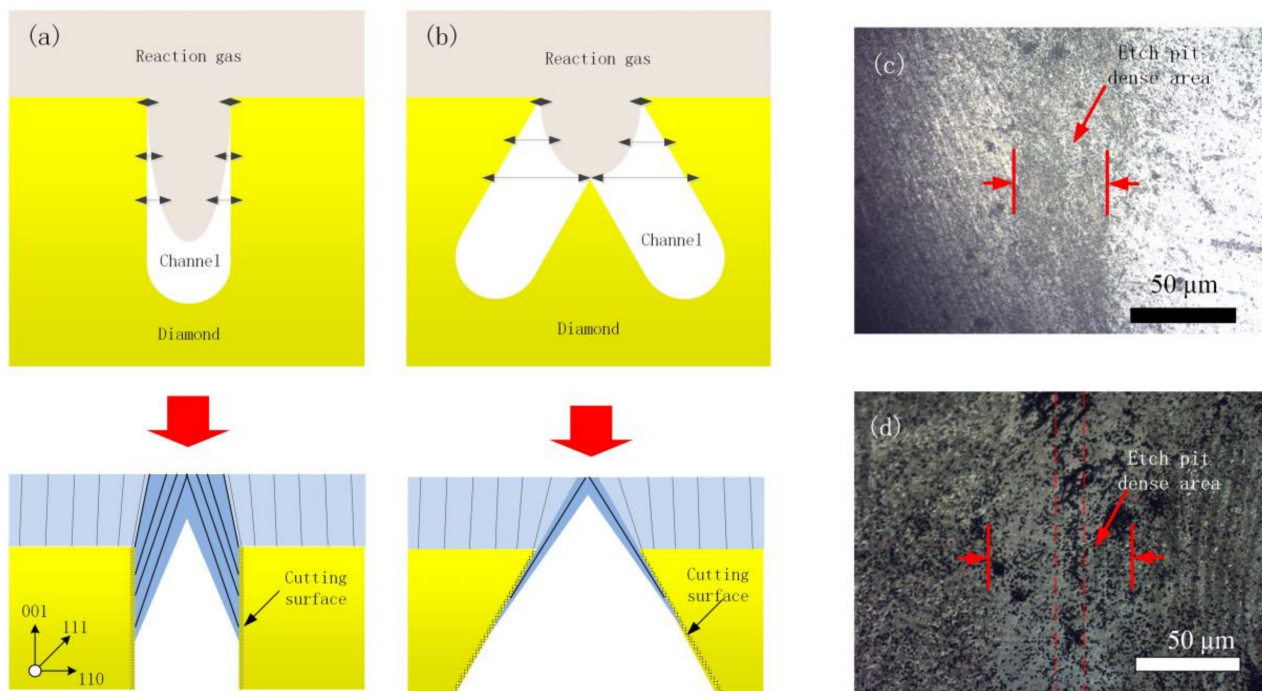 (a)
Reaction gas
Channel
Diamond
(b)
Reaction gas
Channel
Diamond
(c)
Etch pit
dense area
50 μm
Cutting
surface
001
111
110
Cutting
surface
(d)
Etch pit
dense area
50 μm